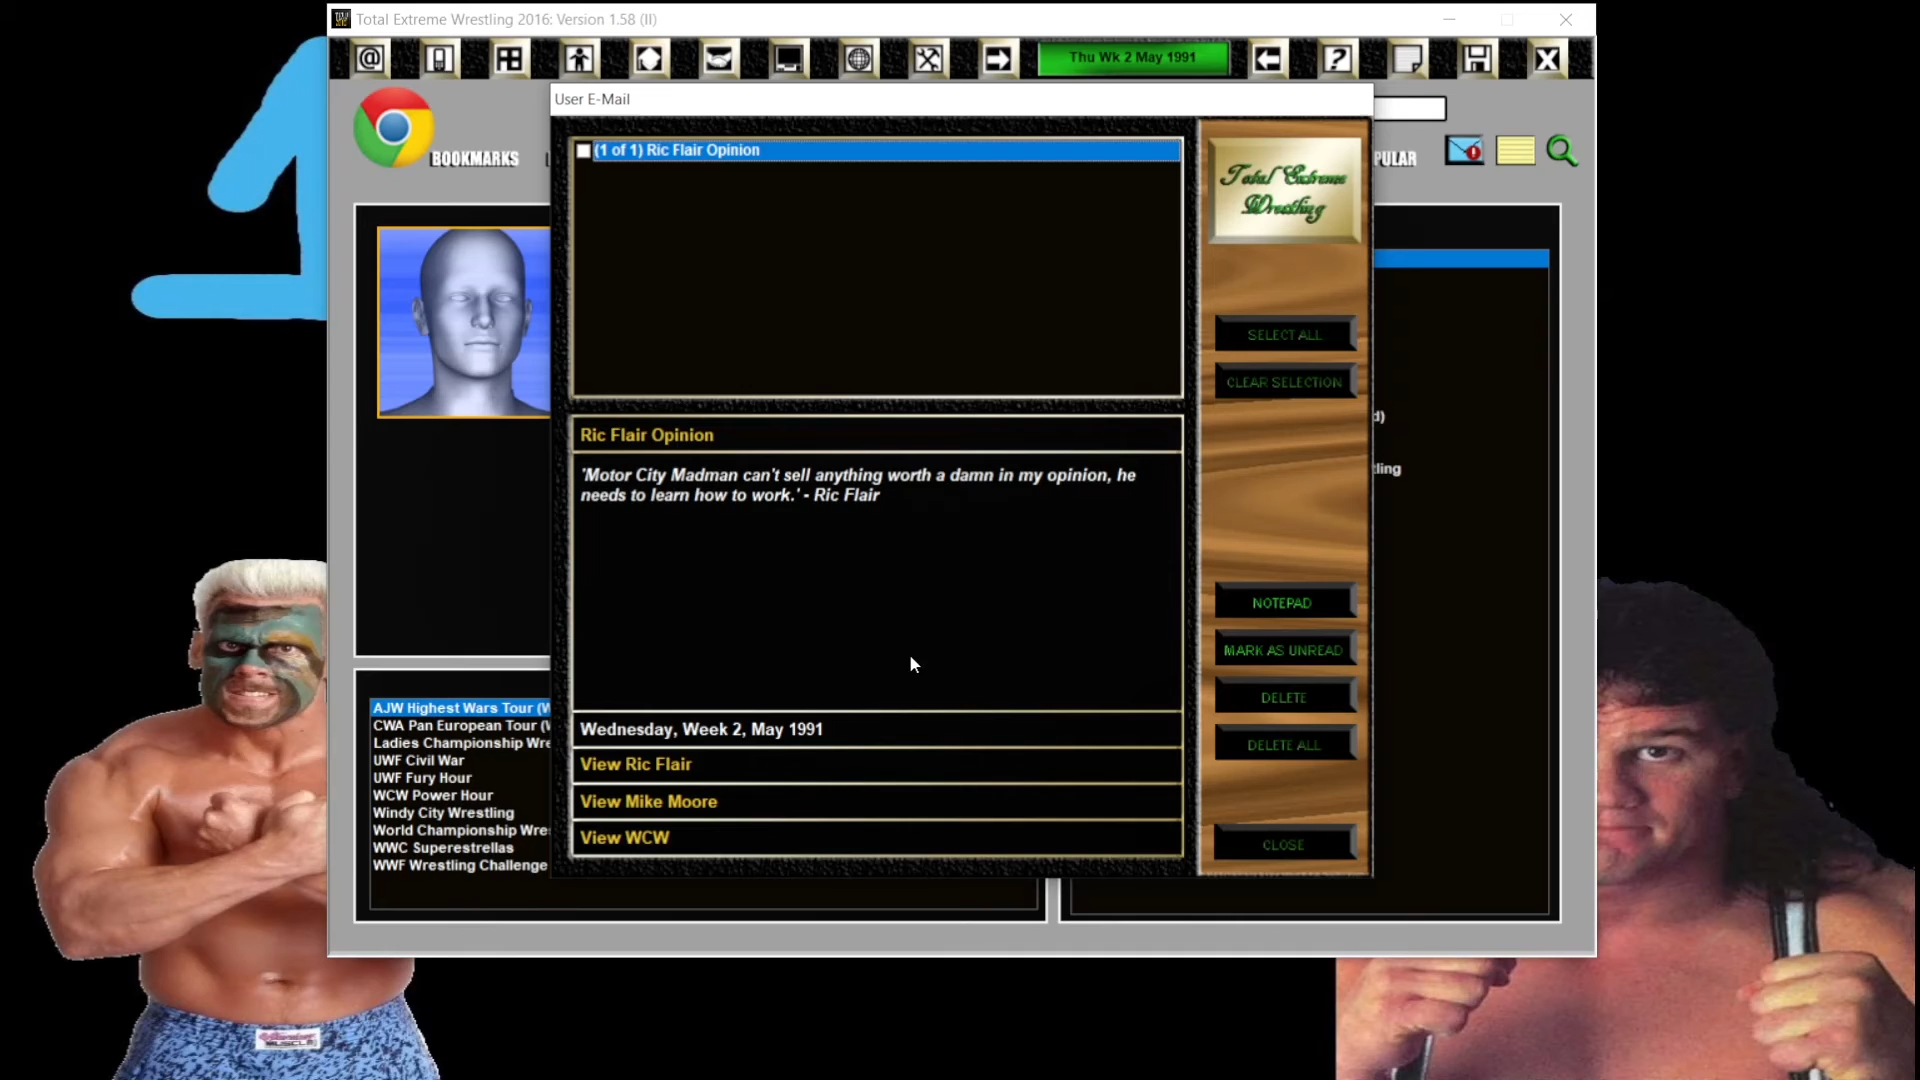 Total Extreme Wrestling 2016: Version 1.58 (II)
Thu Wk 2 May 1991
BOOKMARKS
PULAR
User E-Mail
(1 of 1) Ric Flair Opinion
Total Extreme
Wrestling
SELECT ALL
CLEAR SELECTION
d)
tling
Ric Flair Opinion
'Motor City Madman can't sell anything worth a damn in my opinion, he
needs to learn how to work.' - Ric Flair
NOTEPAD
MARK AS UNREAD
DELETE
DELETE ALL
CLOSE
Wednesday, Week 2, May 1991
View Ric Flair
View Mike Moore
View WCW
AJW Highest Wars Tour (W
CWA Pan European Tour (W
Ladies Championship Wre
UWF Civil War
UWF Fury Hour
WCW Power Hour
Windy City Wrestling
World Championship Wre
WWC Superestrellas
WWF Wrestling Challenge